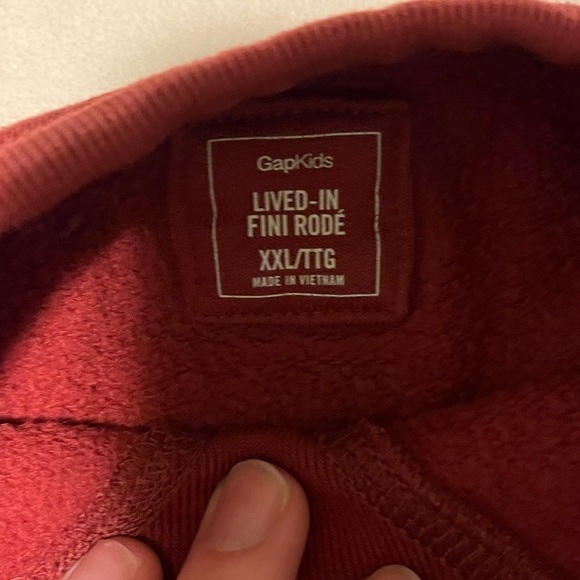 GapKids
LIVED-IN
FINI RODÉ
XXL/TTG
MADE IN VIETNAM